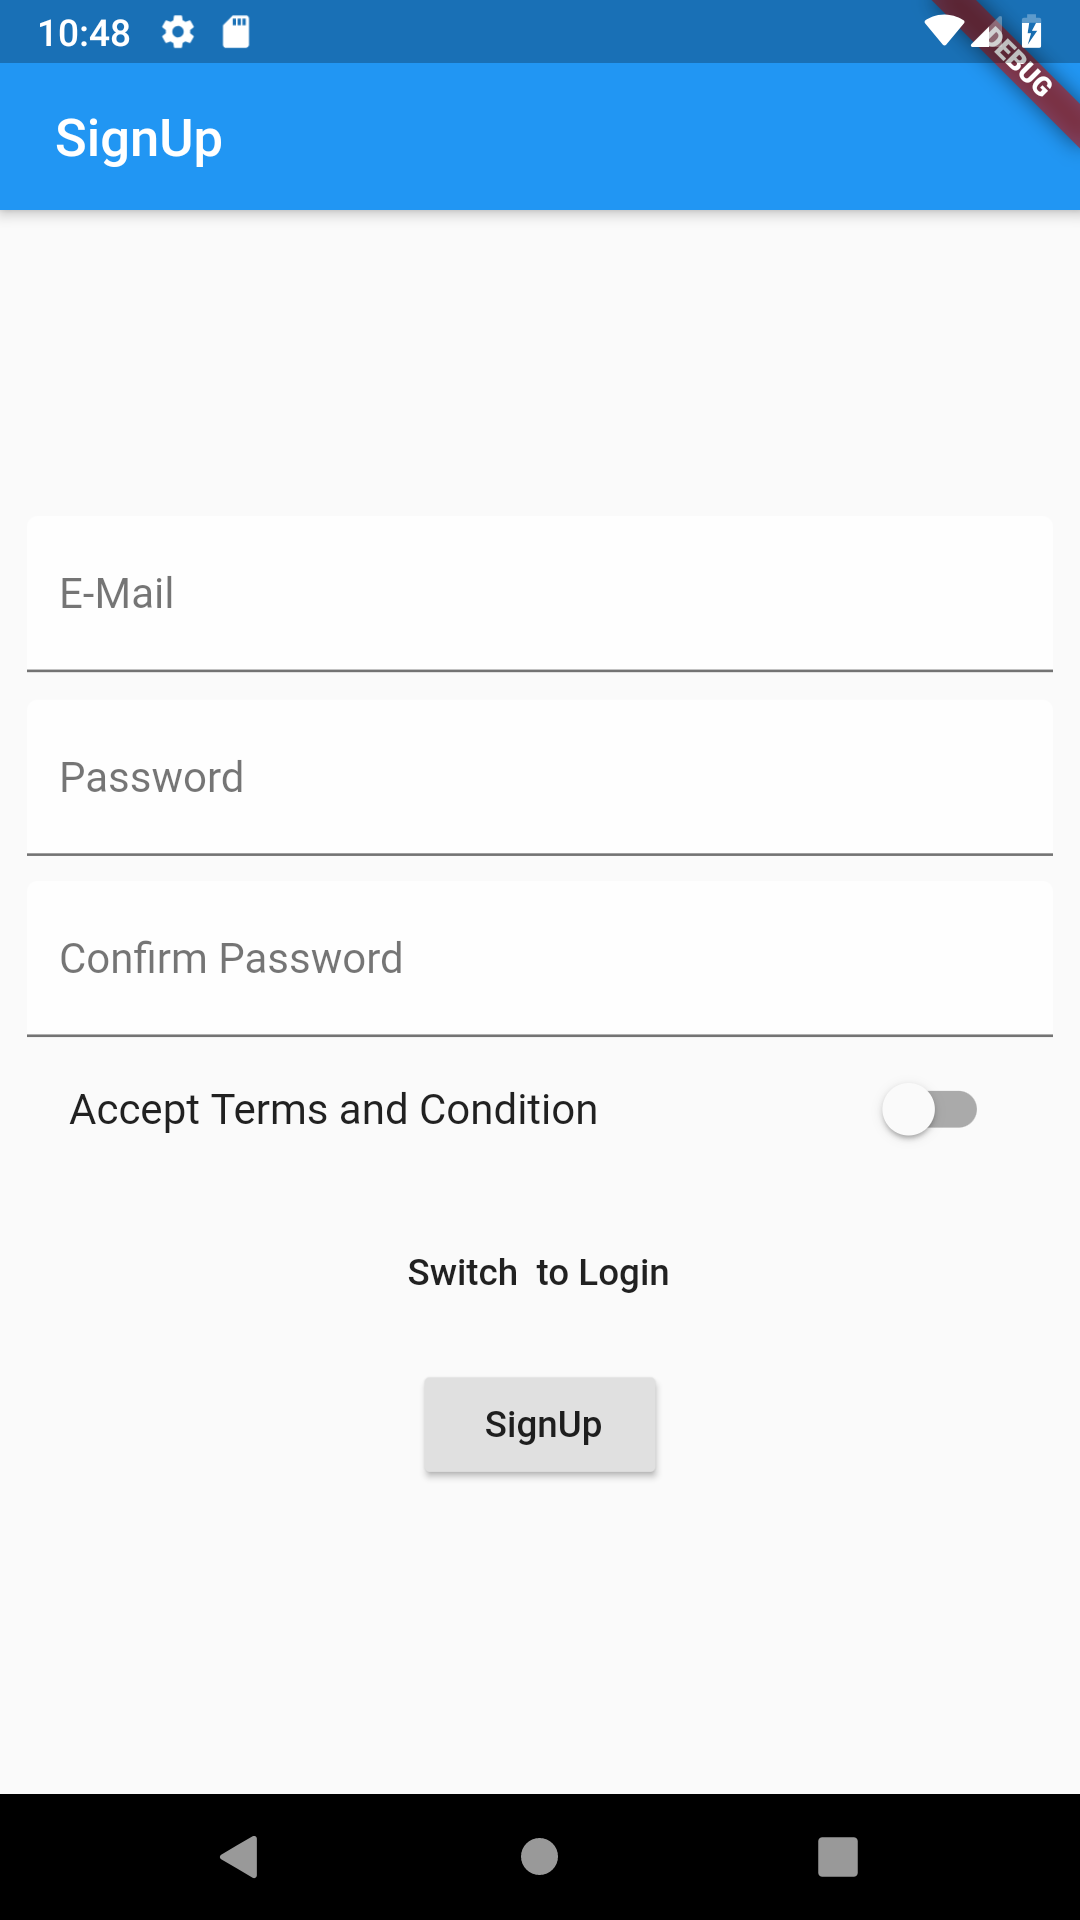 10:48
DEBUG
SignUp
E-Mail
Password
Confirm Password
Accept Terms and Condition
Switch  to Login
SignUp